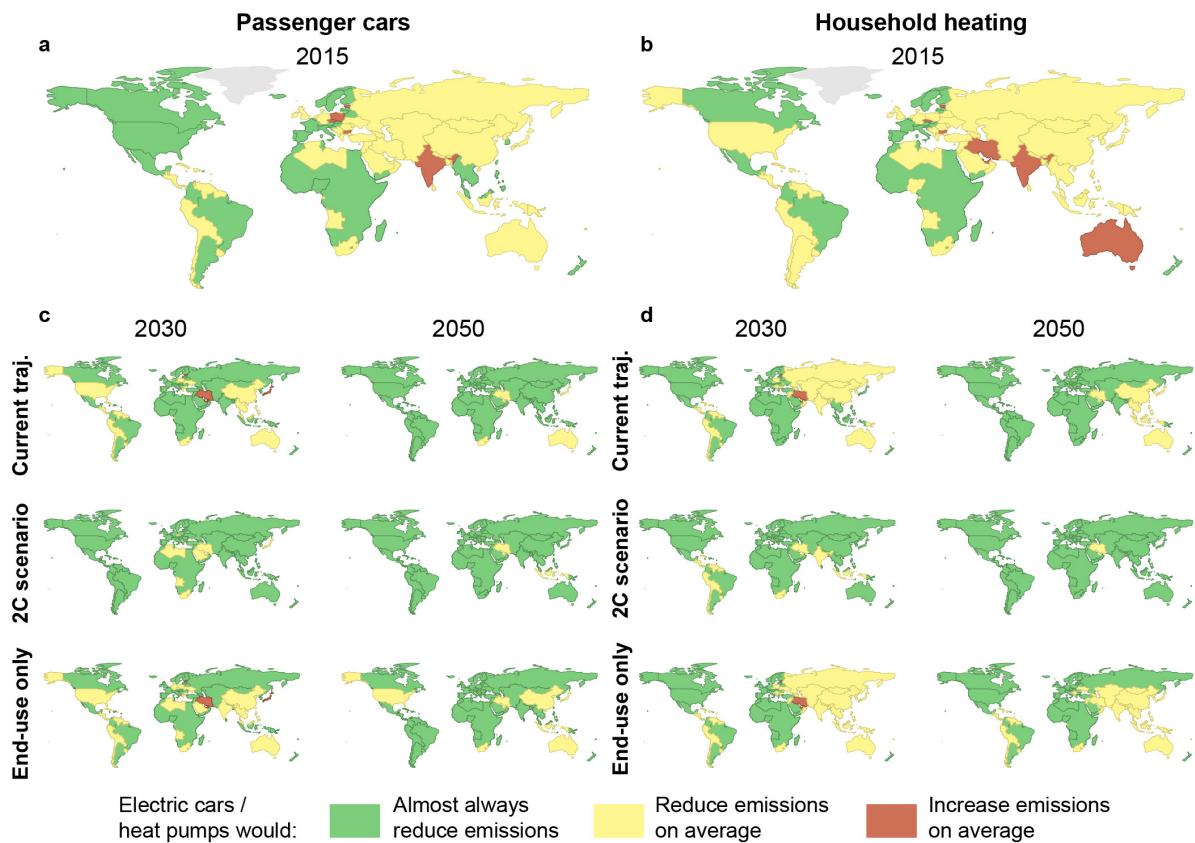 Passenger cars
Household heating
a
2015
b
2015
c
2030
2050
d
2030
2050
Current traj.
Current traj.
2C scenario
2C scenario
End-use only
End-use only
Electric cars /
heat pumps would:
Almost always
reduce emissions
Reduce emissions
on average
Increase emissions
on average